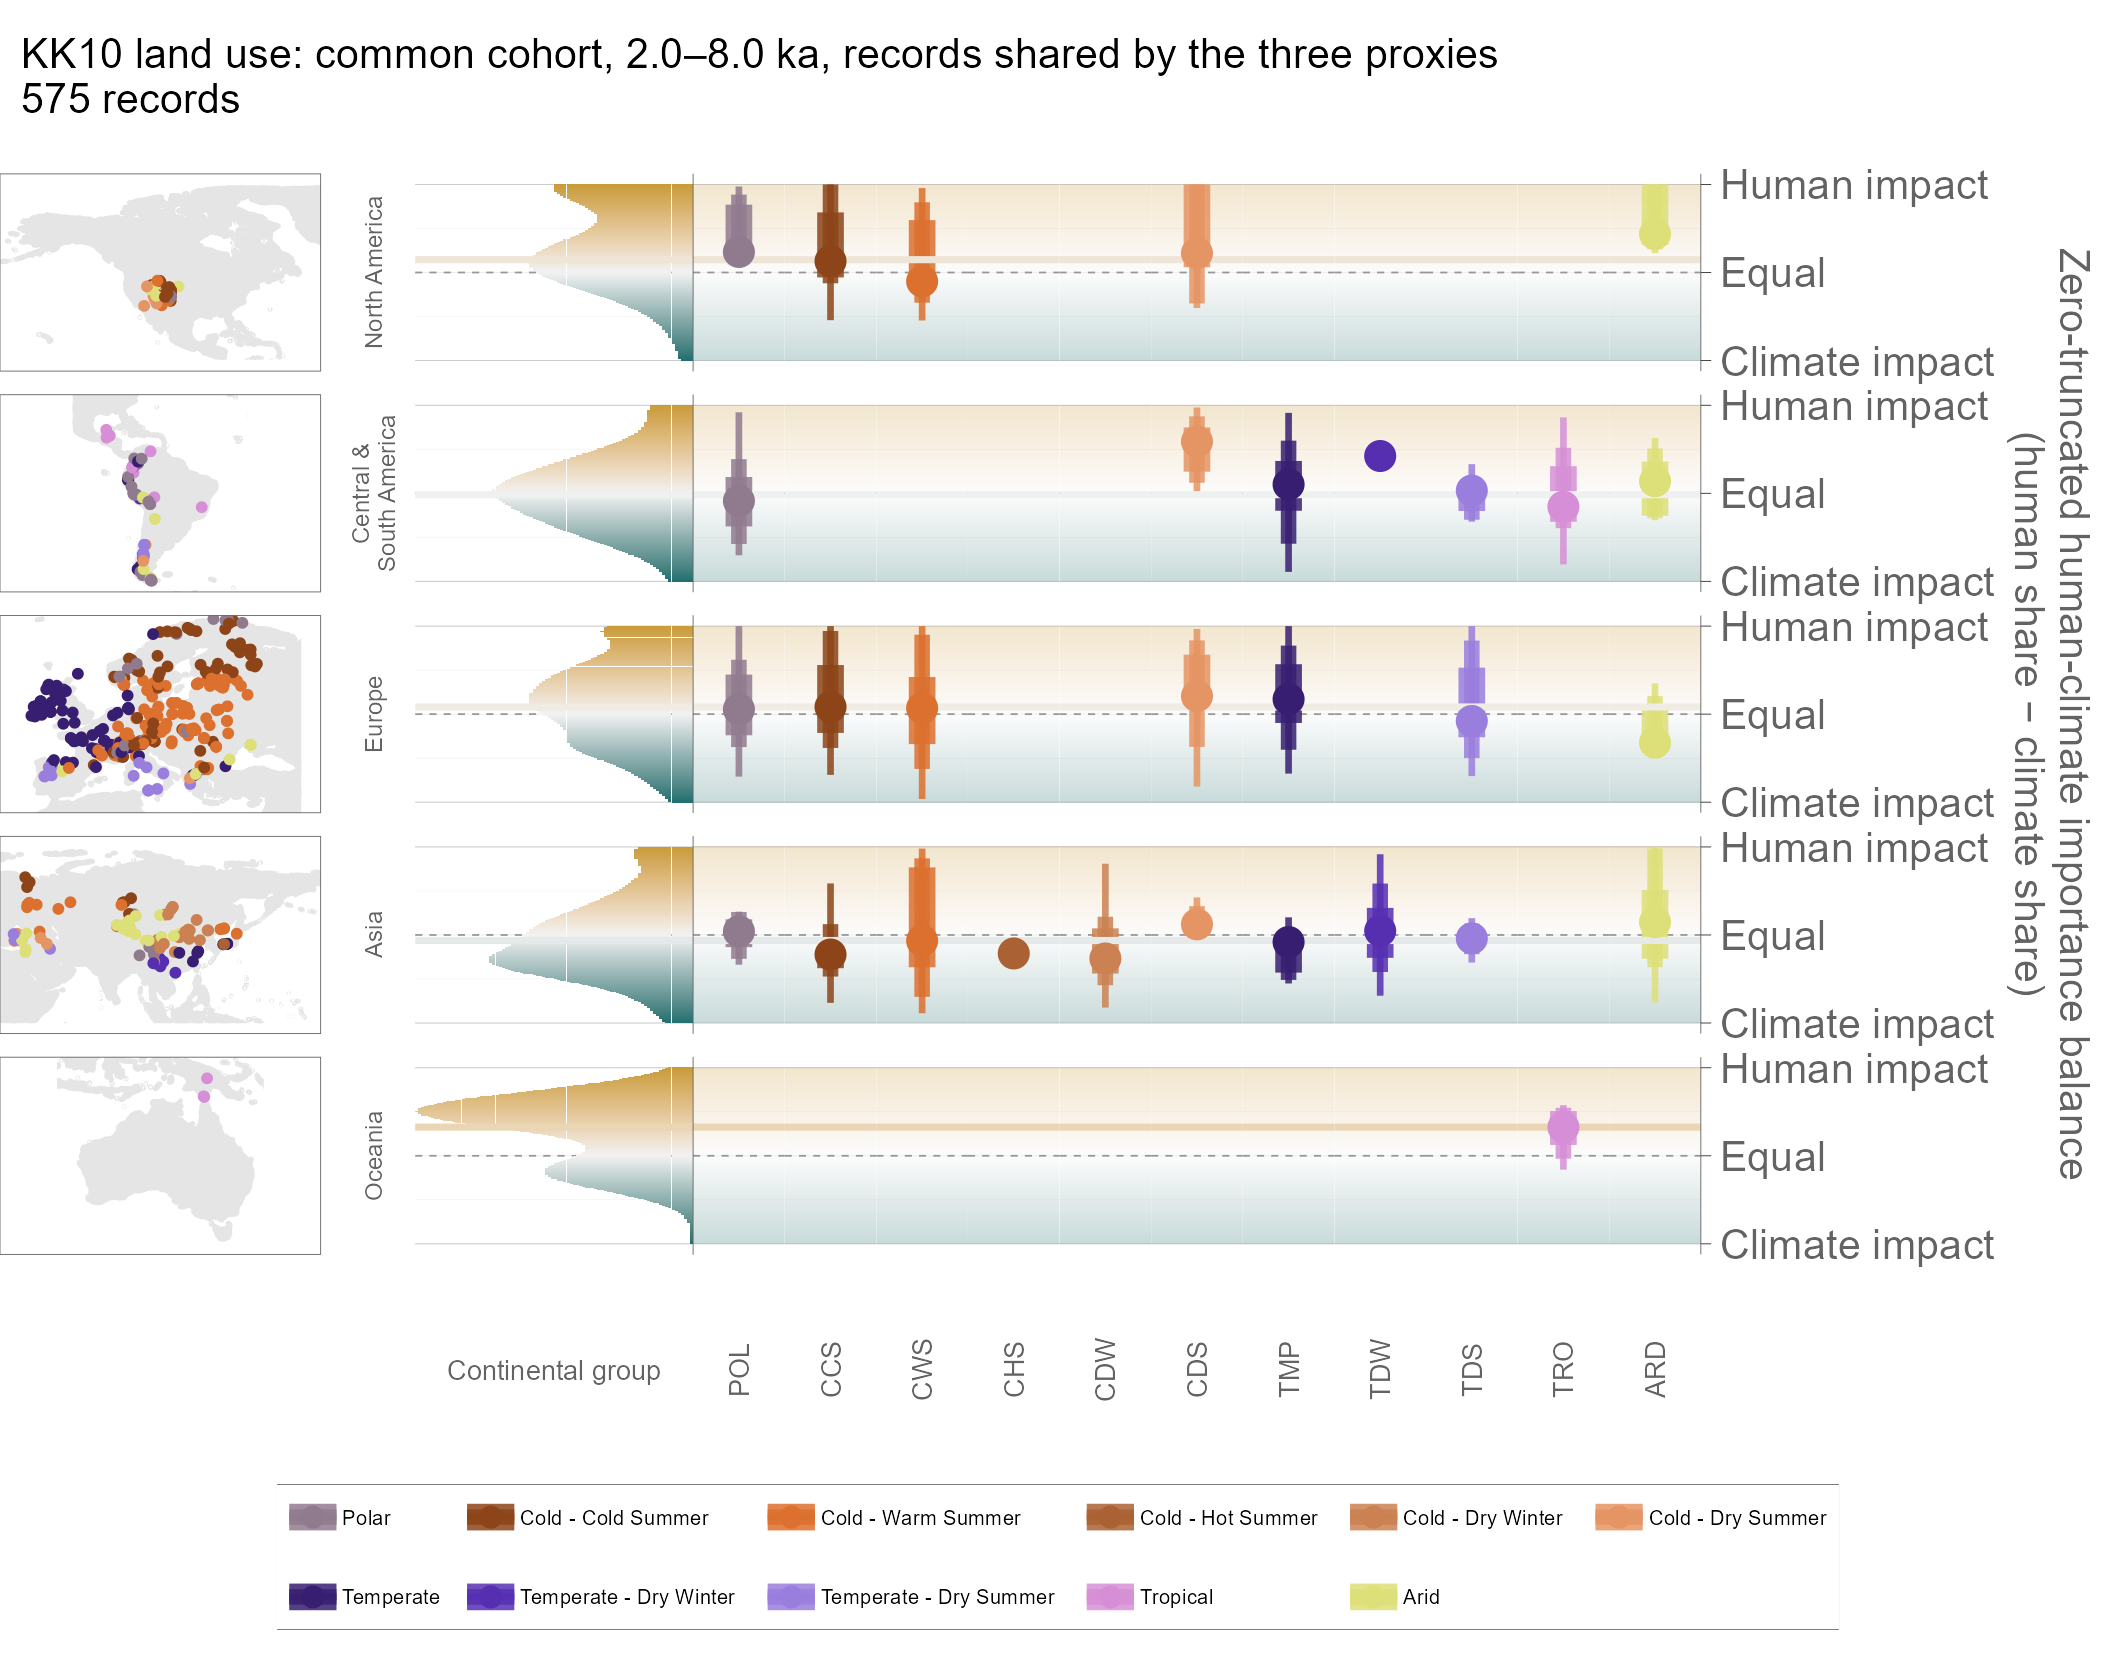 KK10 land use: common cohort, 2.0–8.0 ka, records shared by the three proxies
575 records
North America
Human impact
Equal
Climate impact
Central &
South America
Human impact
Equal
Climate impact
Europe
Human impact
Equal
Climate impact
Asia
Human impact
Equal
Climate impact
Oceania
Human impact
Equal
Climate impact
Zero-truncated human-climate importance balance
(human share – climate share)
Continental group
POL
CCS
CWS
CHS
CDW
CDS
TMP
TDW
TDS
TRO
ARD
Polar
Cold - Cold Summer
Cold - Warm Summer
Cold - Hot Summer
Cold - Dry Winter
Cold - Dry Summer
Temperate
Temperate - Dry Winter
Temperate - Dry Summer
Tropical
Arid